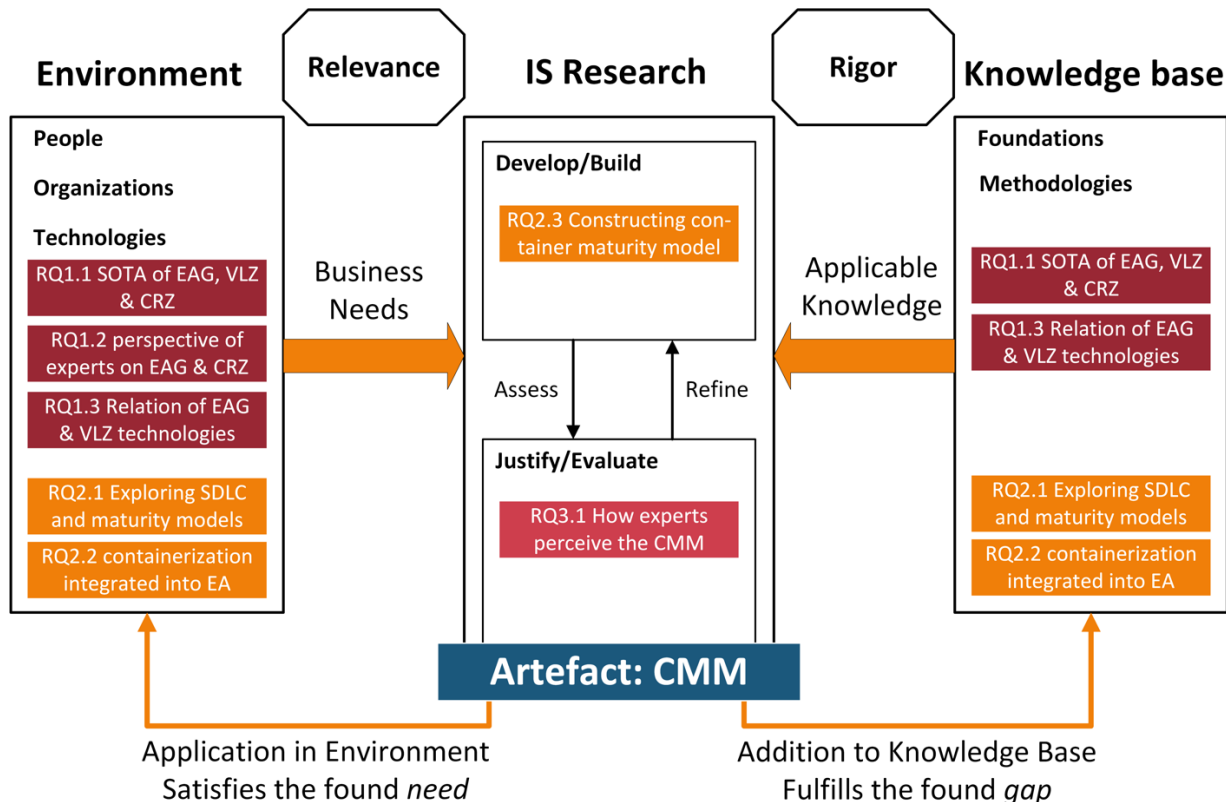 Environment
Relevance
IS Research
Rigor
Knowledge base
People
Organizations
Technologies
RQ1.1 SOTA of EAG, VLZ
& CRZ
RQ1.2 perspective of
experts on EAG & CRZ
RQ1.3 Relation of EAG
& VLZ technologies
RQ2.1 Exploring SDLC
and maturity models
RQ2.2 containerization
integrated into EA
Business
Needs
Develop/Build
RQ2.3 Constructing con-
tainer maturity model
Assess
Refine
Justify/Evaluate
RQ3.1 How experts
perceive the CMM
Artefact: CMM
Applicable
Knowledge
Foundations
Methodologies
RQ1.1 SOTA of EAG, VLZ
& CRZ
RQ1.3 Relation of EAG
& VLZ technologies
RQ2.1 Exploring SDLC
and maturity models
RQ2.2 containerization
integrated into EA
Application in Environment
Satisfies the found need
Addition to Knowledge Base
Fulfills the found gap